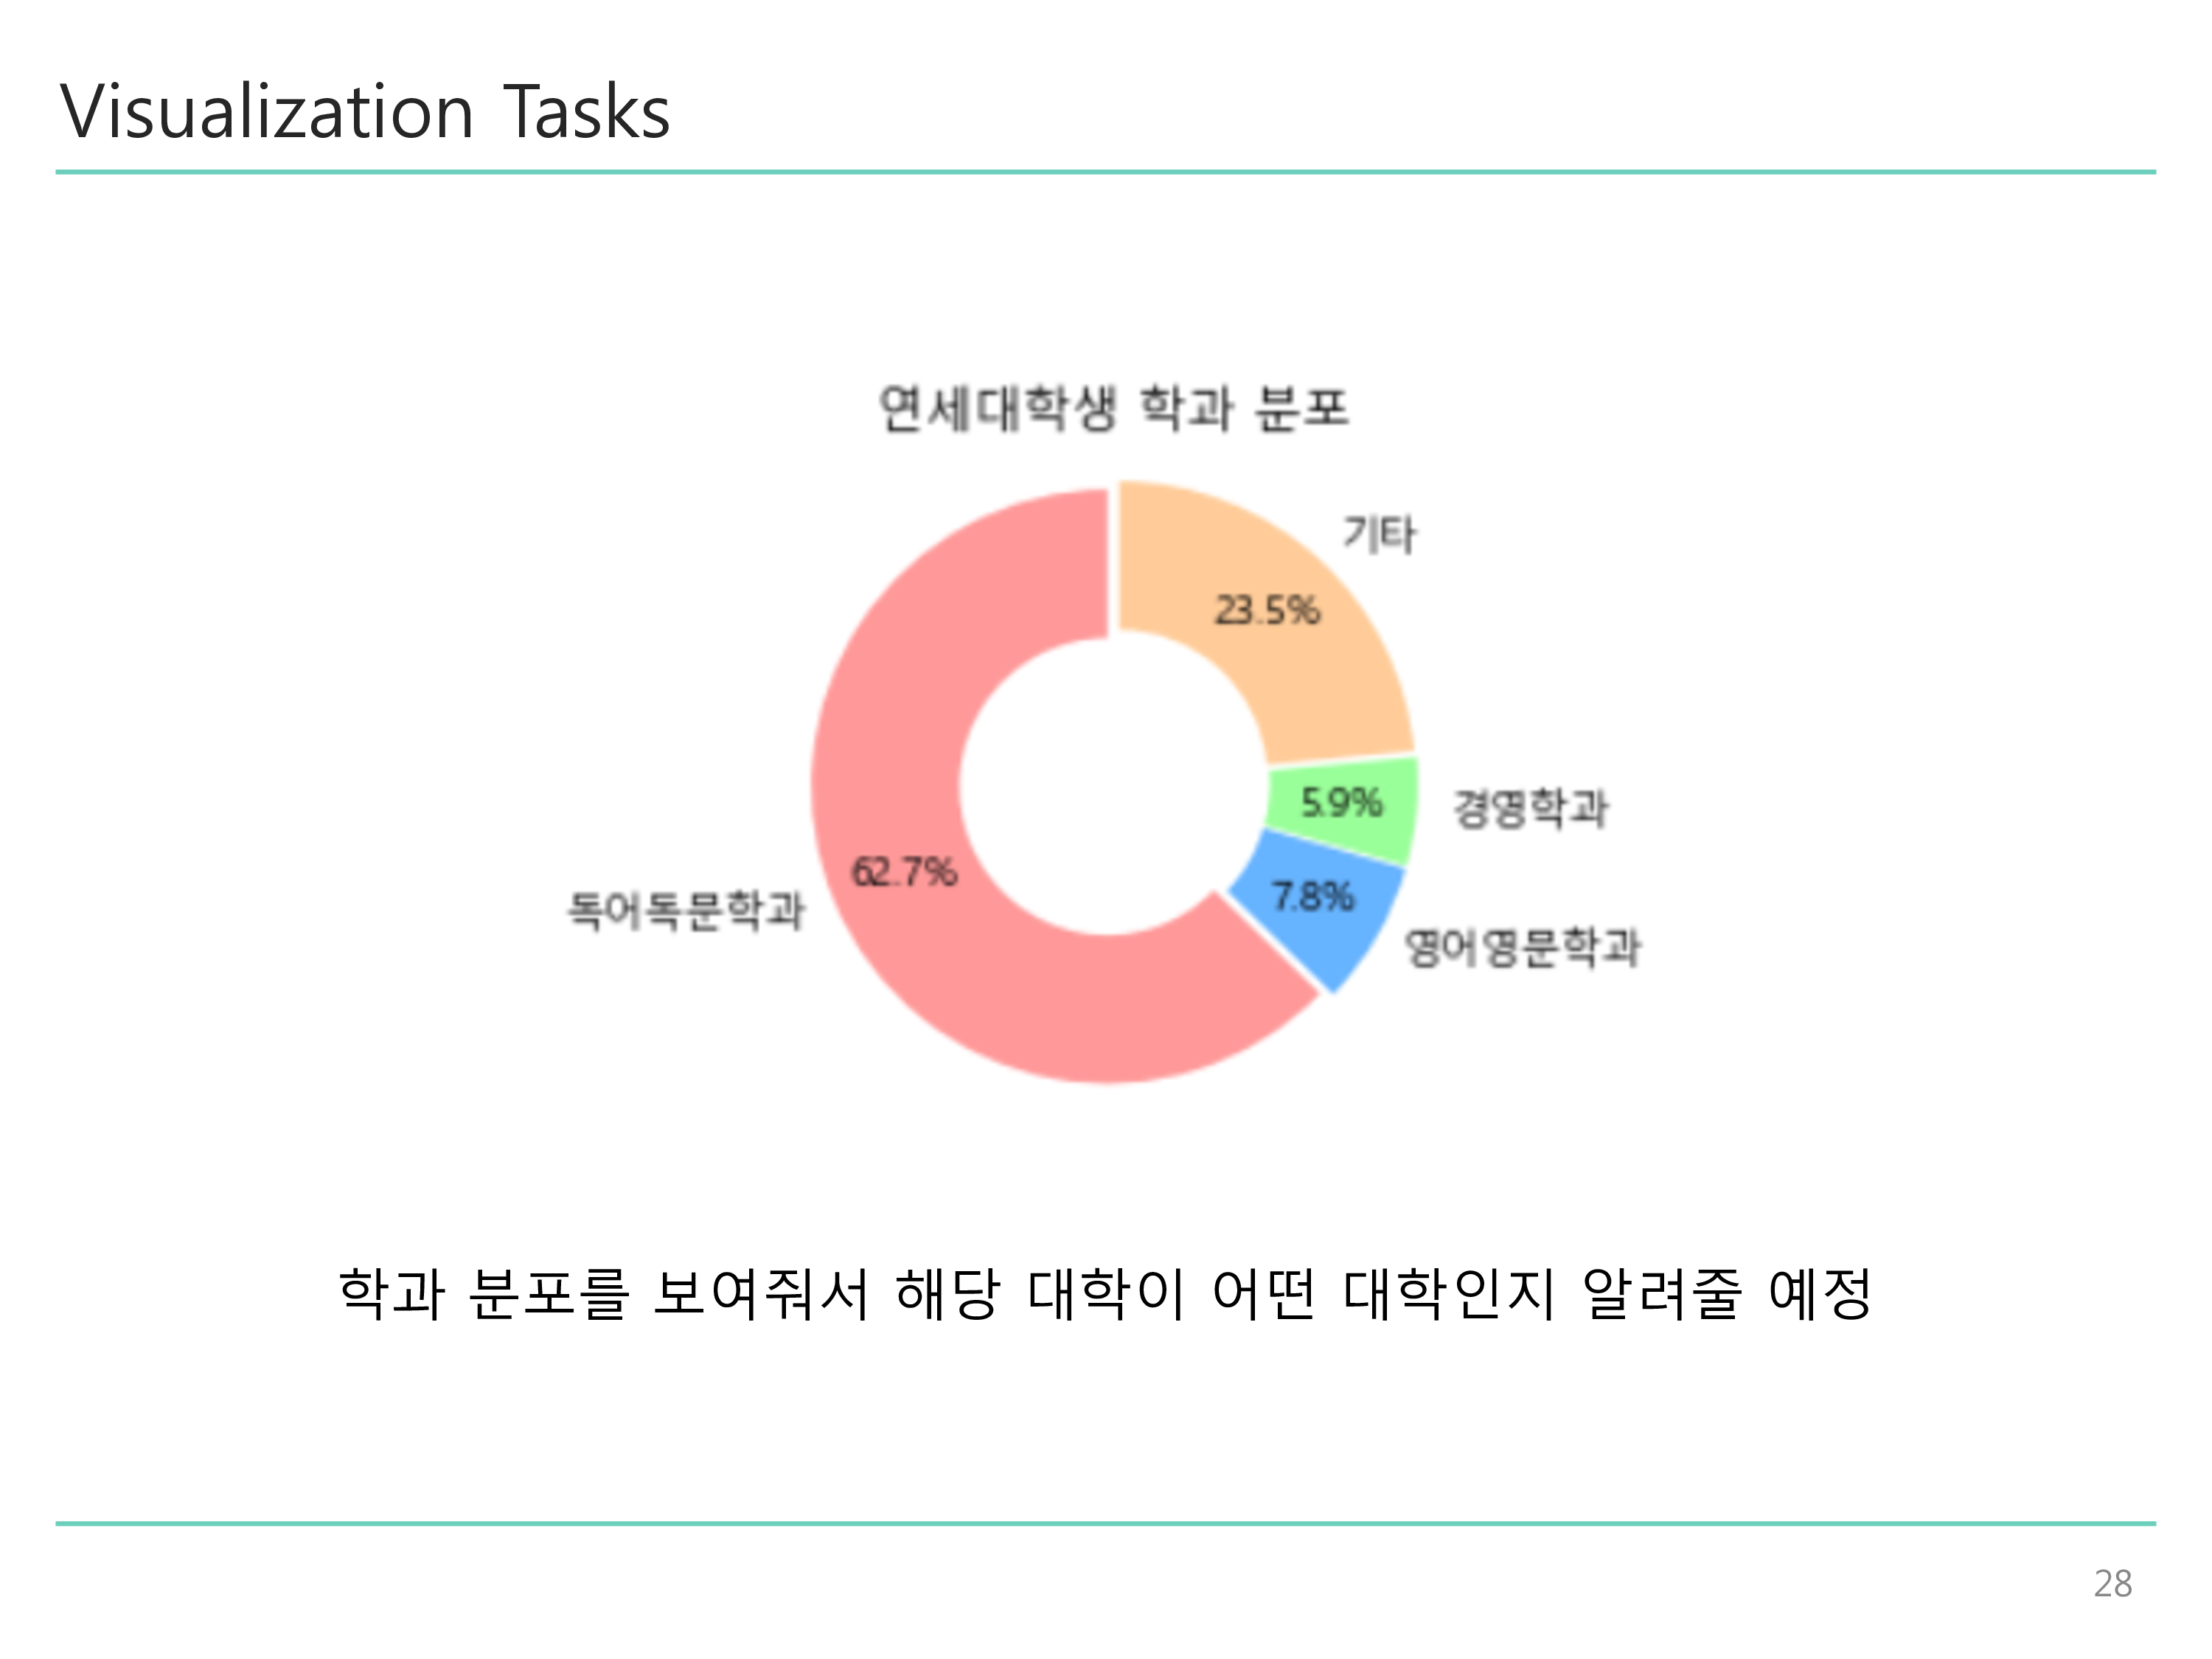 Visualization Tasks
연세대학생 학과 분포
기타
23.5%
5.9%
경영학과
7.8%
영어영문학과
62.7%
독어독문학과
학과 분포를 보여줘서 해당 대학이 어떤 대학인지 알려줄 예정
28